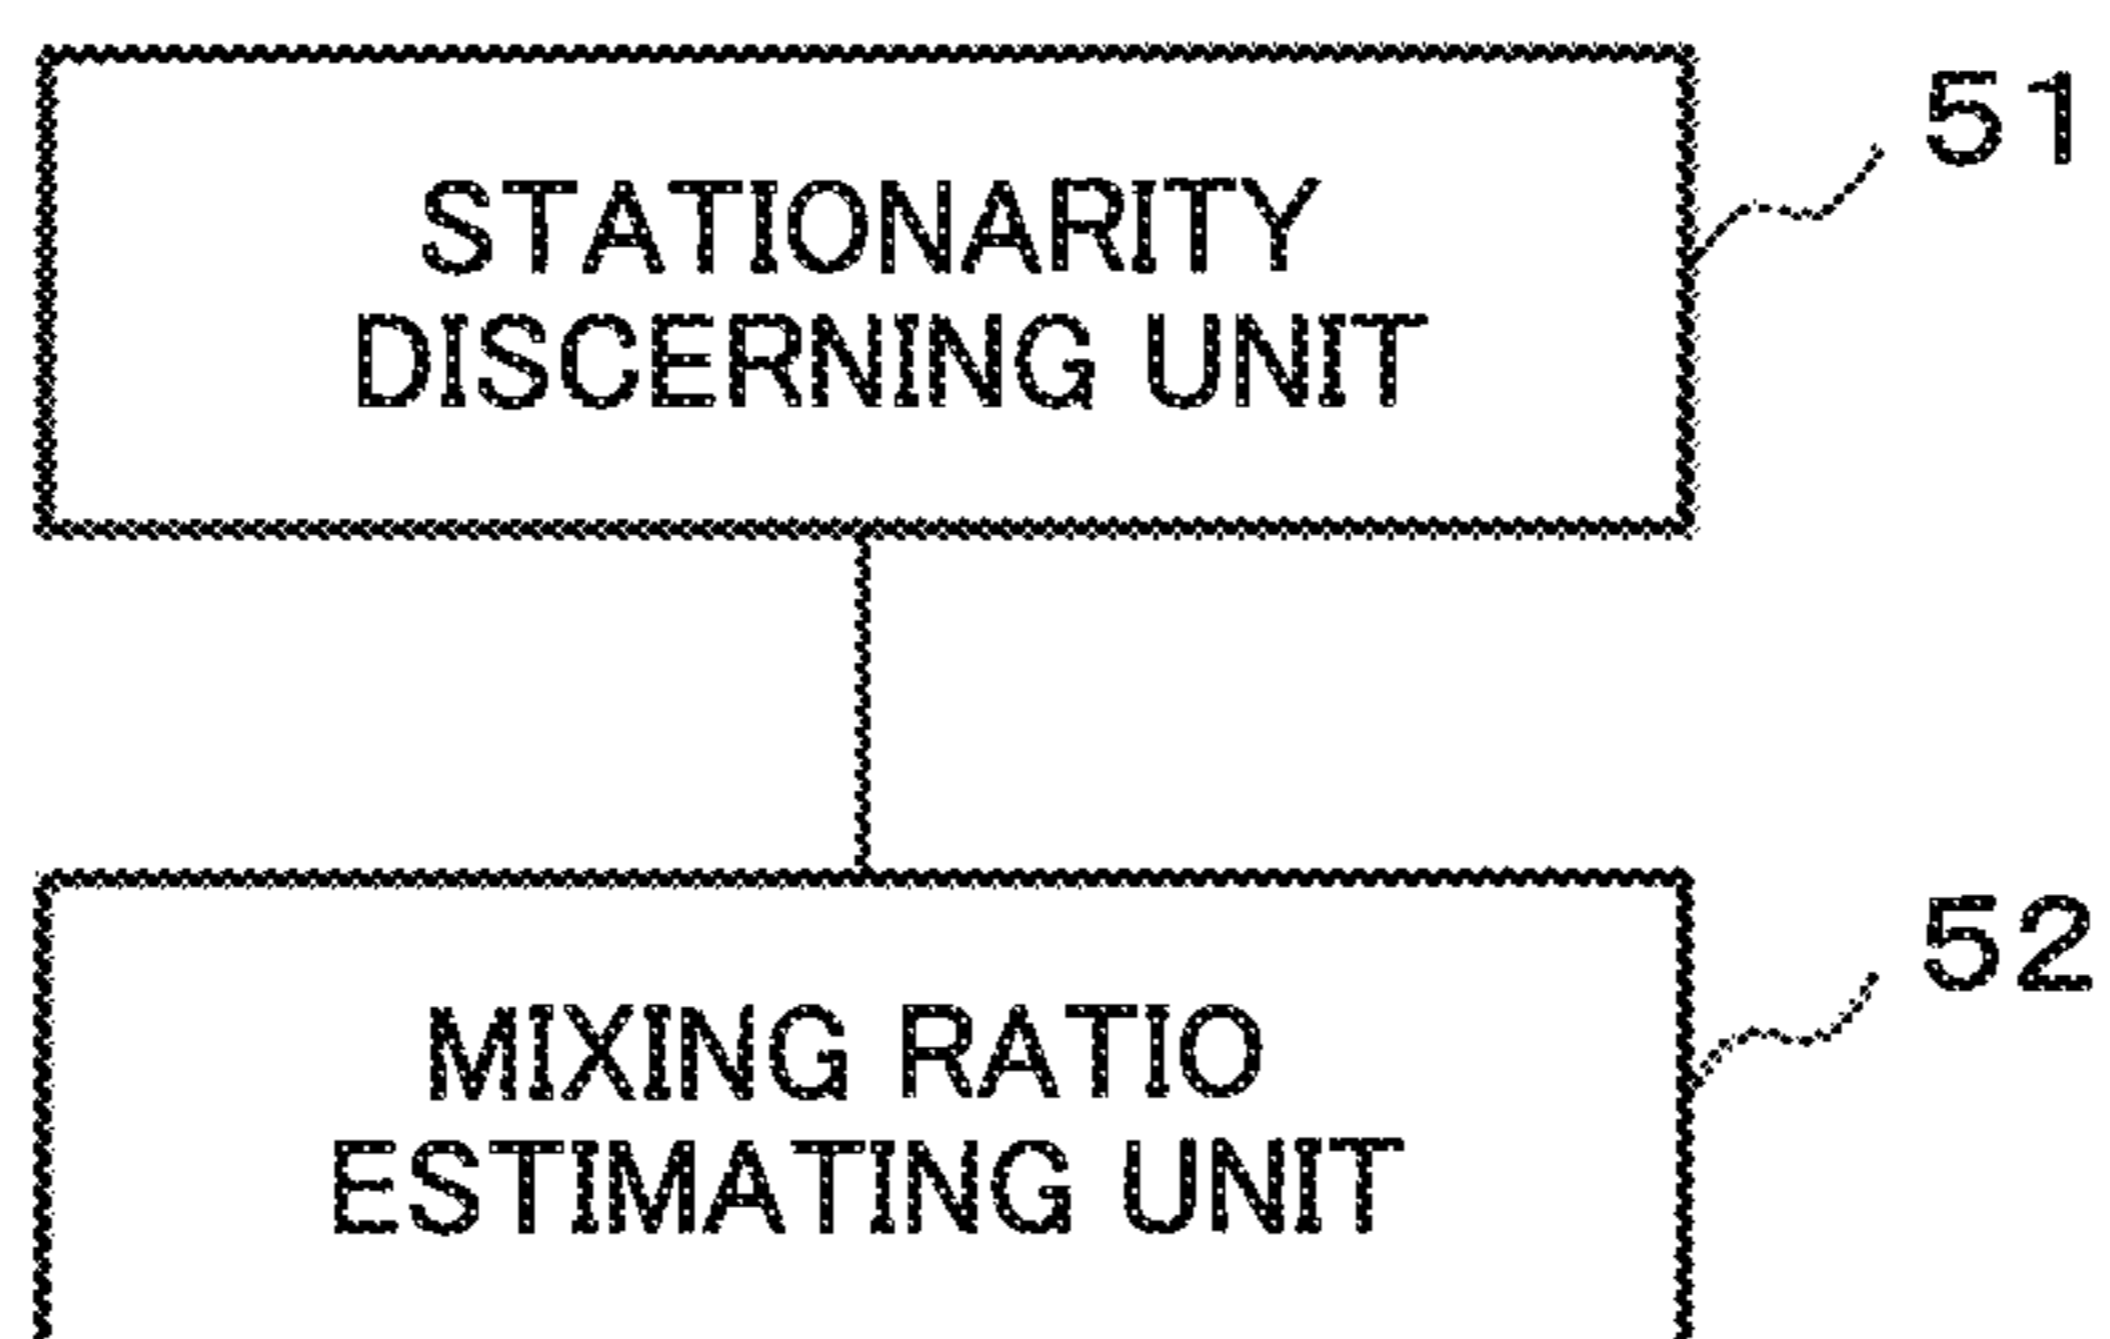 51
STATIONARITY
DISCERNING UNIT
52
MIXING RATIO
ESTIMATING UNIT